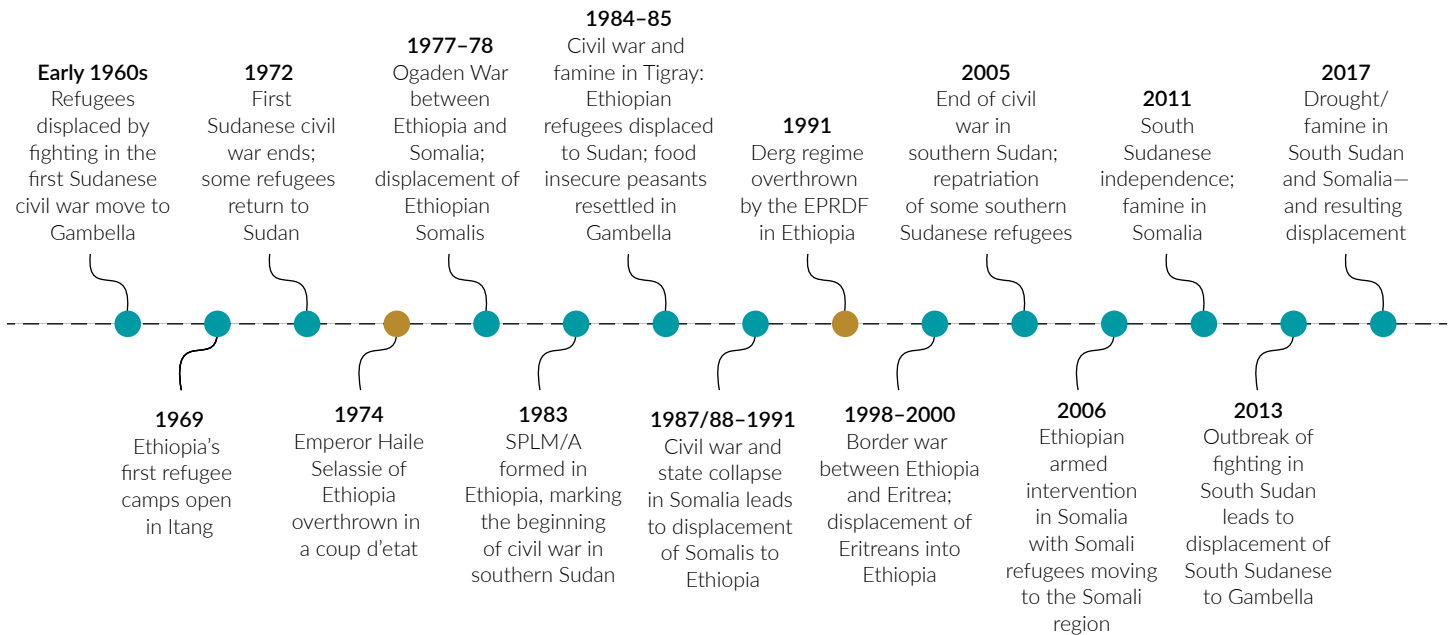 Early 1960s
Refugees
displaced by
fighting in the
first Sudanese
civil war move to
Gambella
1969
Ethiopia's
first refugee
camps open
in Itang
1972
First
Sudanese civil
war ends;
some refugees
return to
Sudan
1974
Emperor Haile
Selassie of
Ethiopia
overthrown in
a coup d'etat
1977–78
Ogaden War
between
Ethiopia and
Somalia;
displacement of
Ethiopian
Somalis
1983
SPLM/A
formed in
Ethiopia, marking
the beginning
of civil war in
southern Sudan
1984–85
Civil war and
famine in Tigray:
Ethiopian
refugees displaced
to Sudan; food
insecure peasants
resettled in
Gambella
1987/88–1991
Civil war and
state collapse
in Somalia leads
to displacement
of Somalis to
Ethiopia
1991
Derg regime
overthrown
by the EPRDF
in Ethiopia
1998–2000
Border war
between Ethiopia
and Eritrea;
displacement of
Eritreans into
Ethiopia
2005
End of civil
war in
southern Sudan;
repatriation
of some southern
Sudanese refugees
2006
Ethiopian
armed
intervention
in Somalia
with Somali
refugees moving
to the Somali
region
2011
South
Sudanese
independence;
famine in
Somalia
2013
Outbreak of
fighting in
South Sudan
leads to
displacement of
South Sudanese
to Gambella
2017
Drought/
famine in
South Sudan
and Somalia—
and resulting
displacement